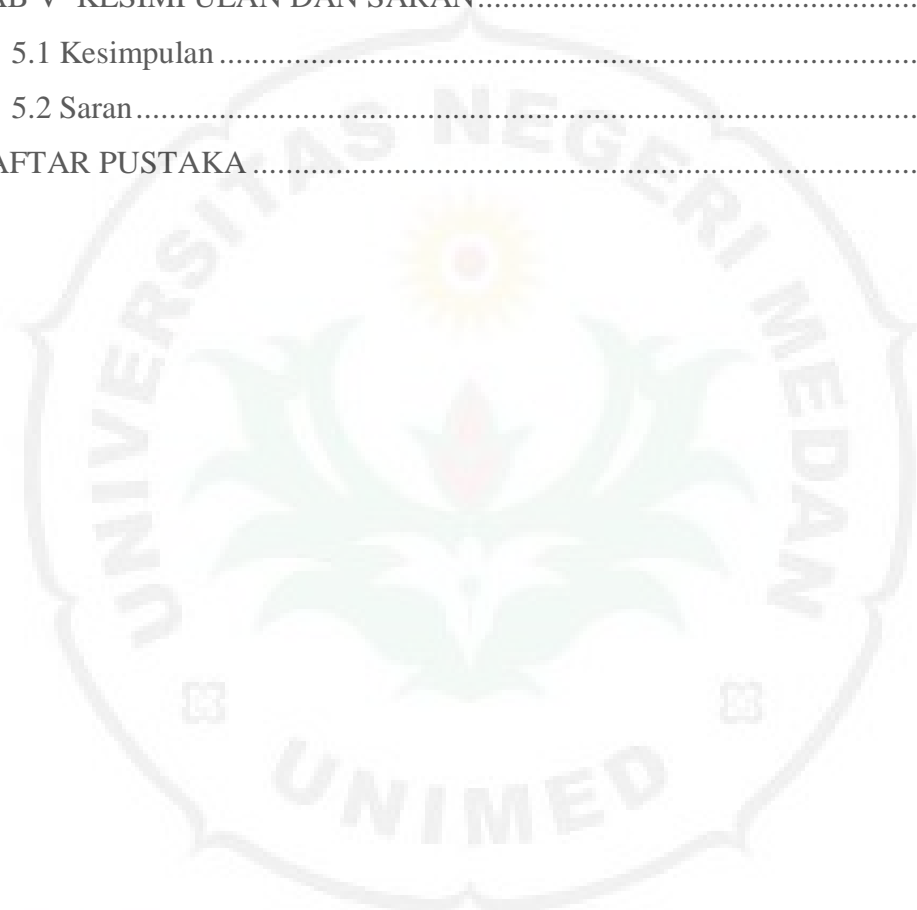 AB V KESIMPULAN DAN SARAN
5.1 Kesimpulan
5.2 Saran
AFTAR PUSTAKA
UNIVERSITAS NEGERI MEDAN
UNIMED